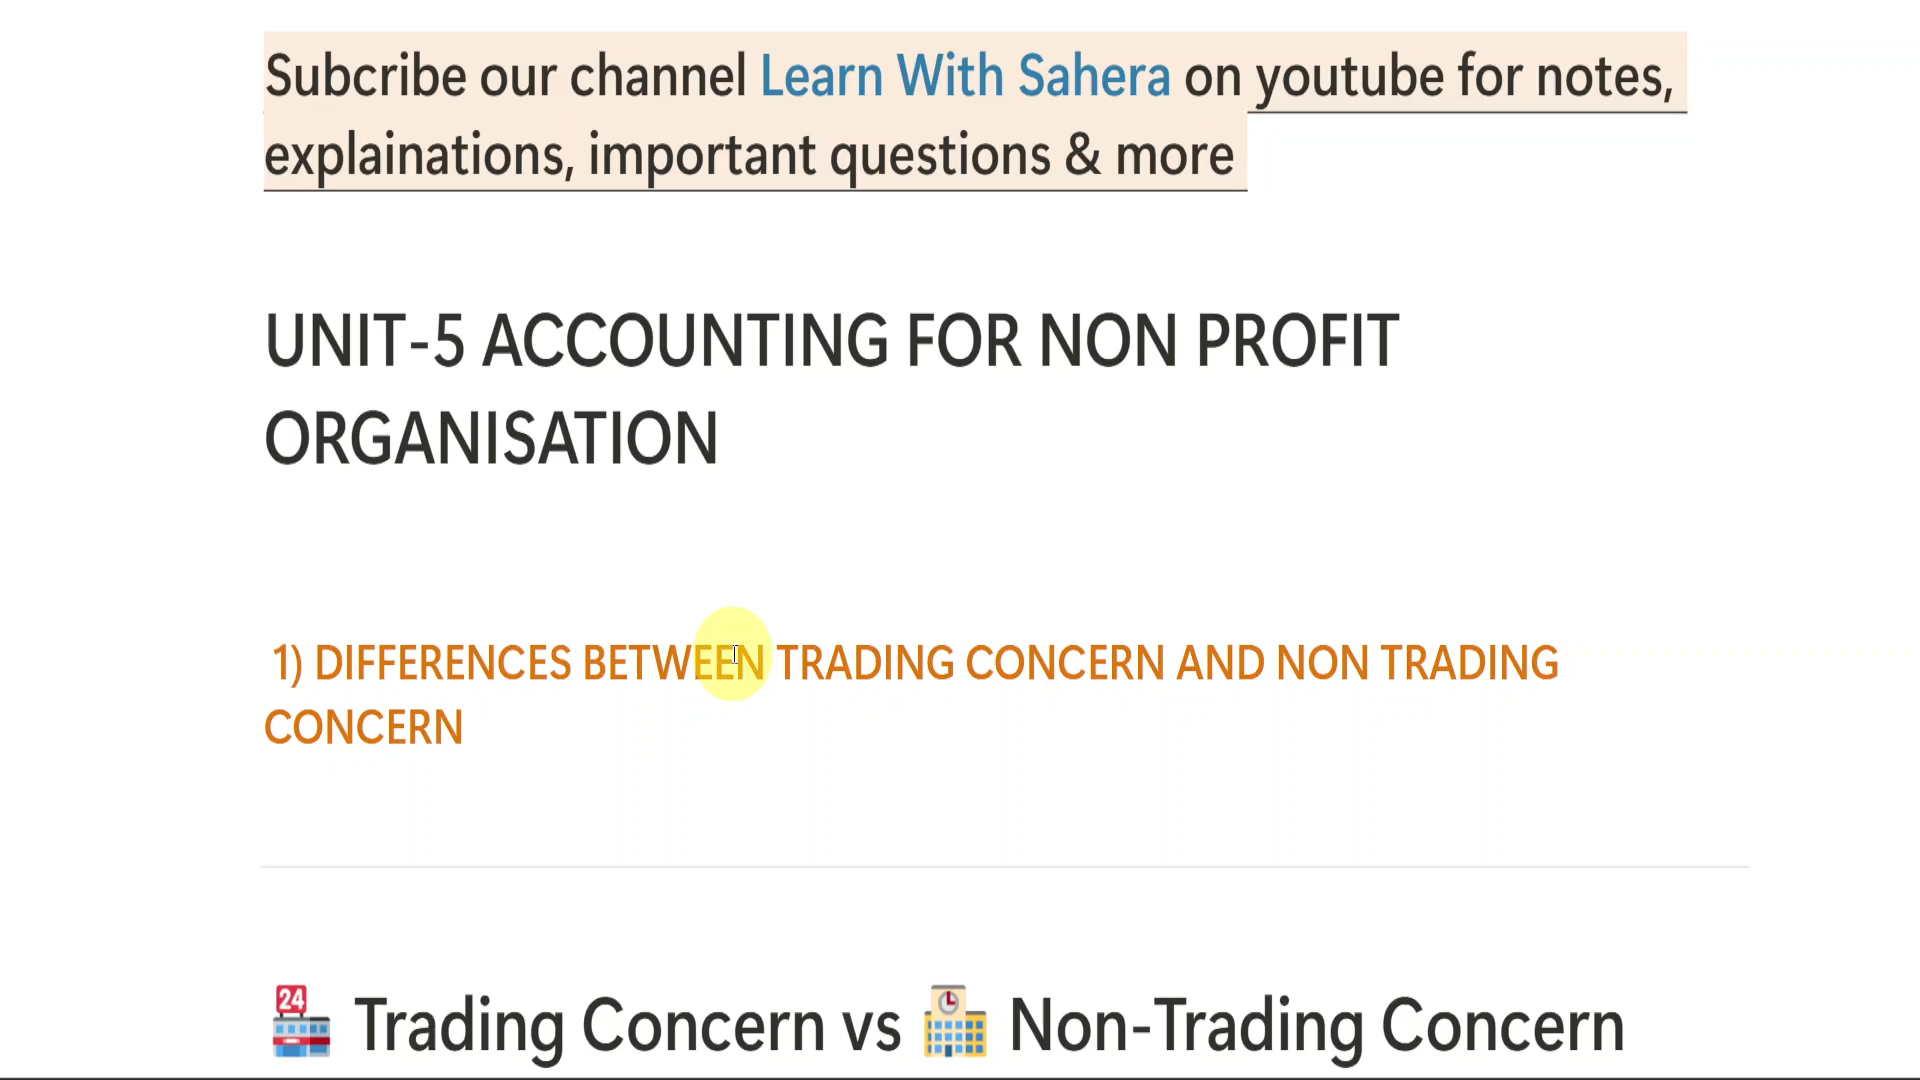 Subcribe our channel Learn With Sahera on youtube for notes,
explainations, important questions & more
UNIT-5 ACCOUNTING FOR NON PROFIT
ORGANISATION
1) DIFFERENCES BETWEEN TRADING CONCERN AND NON TRADING
CONCERN
24 Trading Concern vs Non-Trading Concern